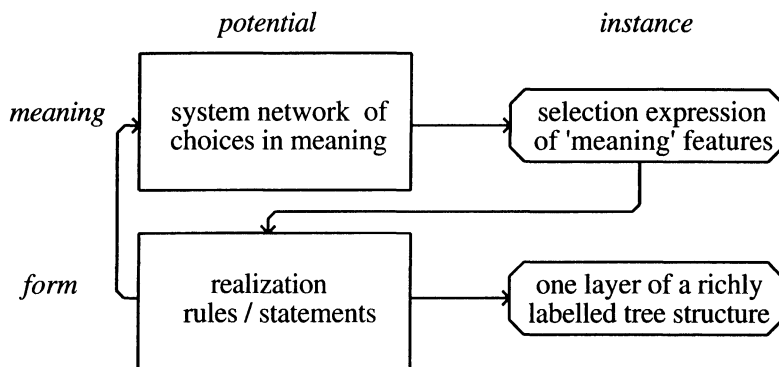 potential
instance
meaning
system network of
choices in meaning
selection expression
of 'meaning' features
form
realization
rules / statements
one layer of a richly
labelled tree structure